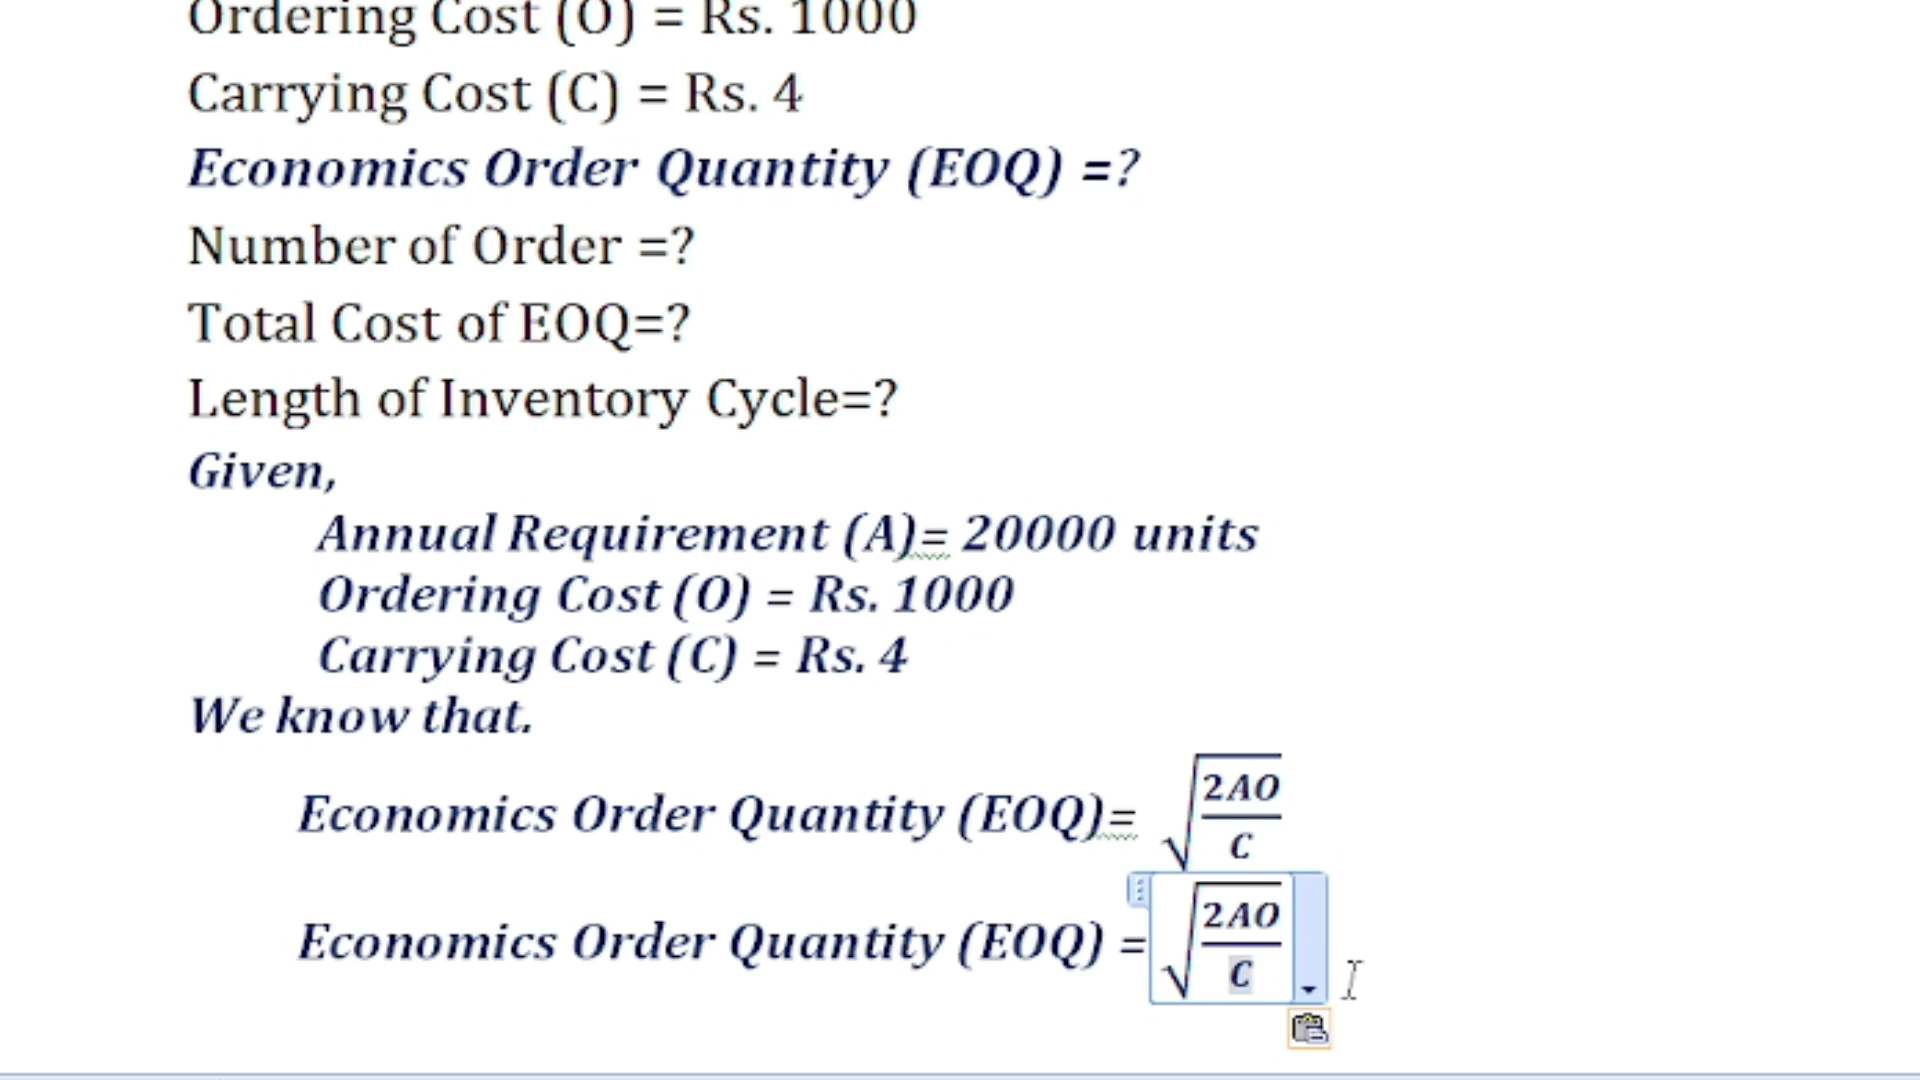 Ordering Cost (O) = Rs. 1000
Carrying Cost (C) = Rs. 4
Economics Order Quantity (EOQ) =?
Number of Order =?
Total Cost of EOQ=?
Length of Inventory Cycle=?
Given,
Annual Requirement (A)= 20000 units
Ordering Cost (O) = Rs. 1000
Carrying Cost (C) = Rs. 4
We know that.
Economics Order Quantity (EOQ)= √(2AO/C)
Economics Order Quantity (EOQ) = √(2AO/C)